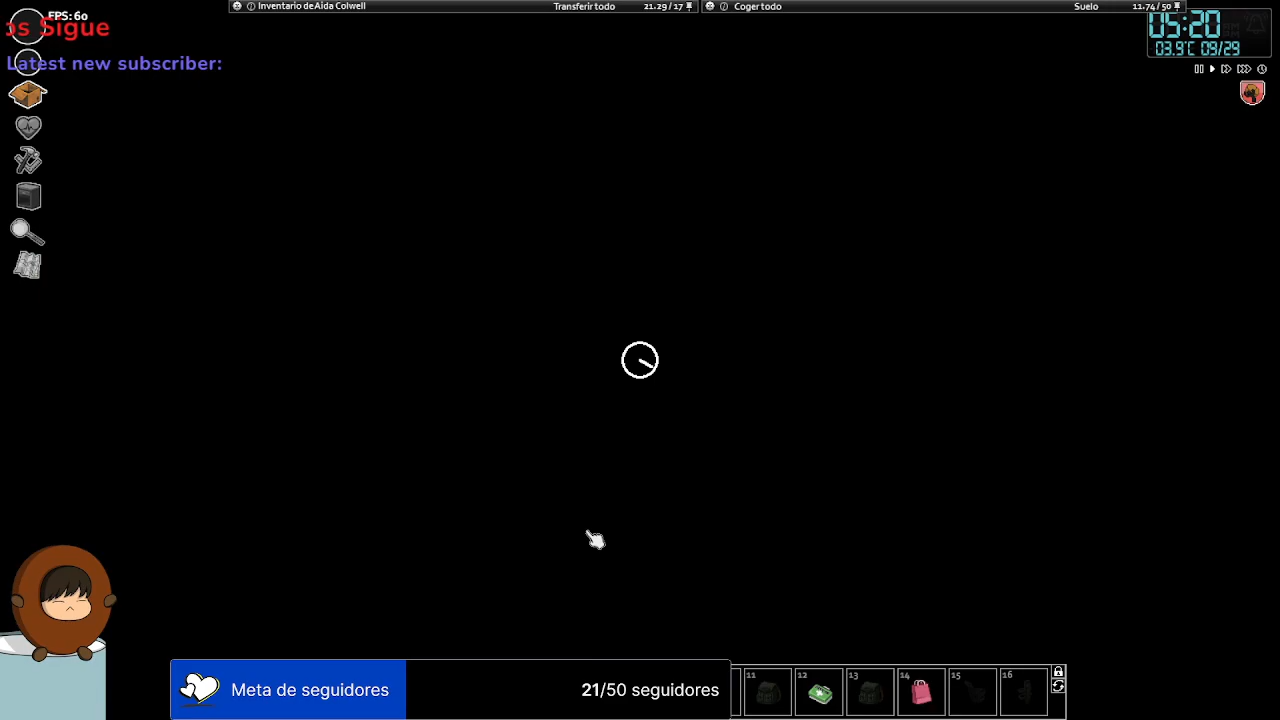 FPS: 60
os Sigue
Latest new subscriber:
Inventario de Aida Colwell
Transferir todo
21.29 / 17
Coger todo
Suelo
11.74 / 50
05:20
03.9°C 09/29
Meta de seguidores
21/50 seguidores
11
12
13
14
15
16